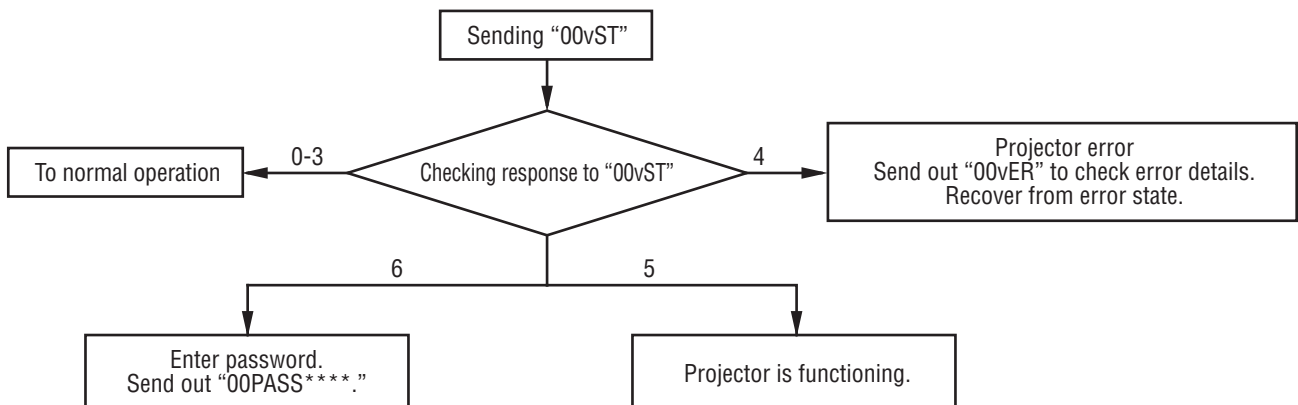 Sending “00vST”
0-3
Checking response to “00vST”
4
To normal operation
Projector error
Send out “00vER” to check error details.
Recover from error state.
6
5
Enter password.
Send out “00PASS****.”
Projector is functioning.